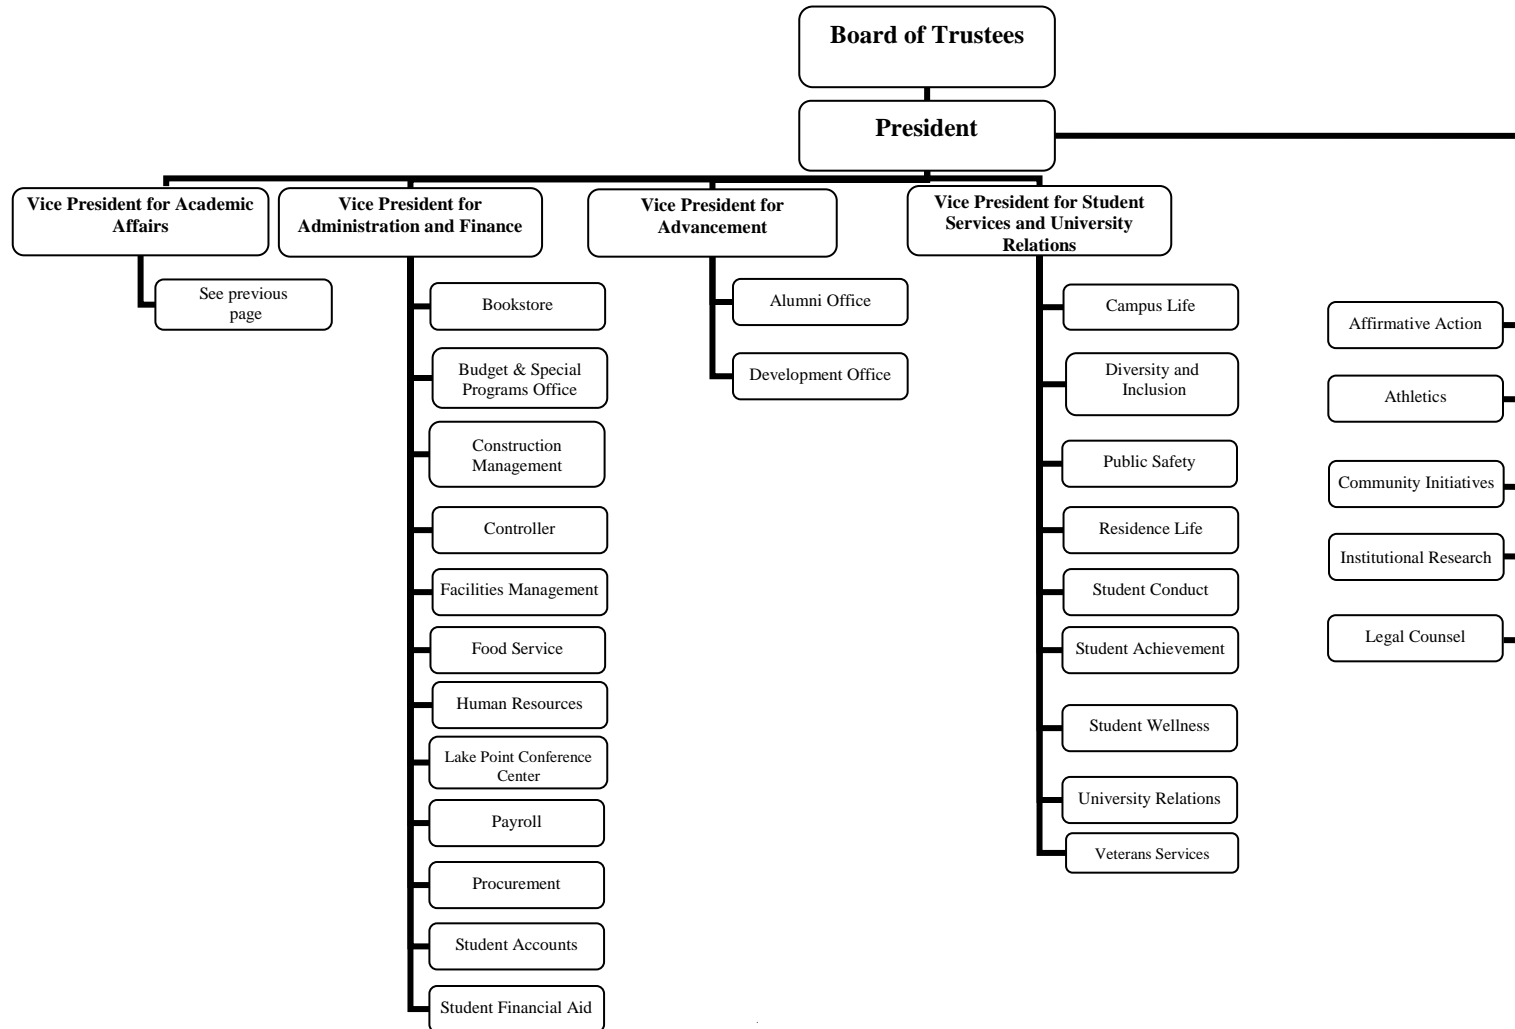 Board of Trustees
President
Vice President for Academic
Affairs
See previous
page
Vice President for
Administration and Finance
Bookstore
Budget & Special
Programs Office
Construction
Management
Controller
Facilities Management
Food Service
Human Resources
Lake Point Conference
Center
Payroll
Procurement
Student Accounts
Student Financial Aid
Vice President for
Advancement
Alumni Office
Development Office
Vice President for Student
Services and University
Relations
Campus Life
Diversity and
Inclusion
Public Safety
Residence Life
Student Conduct
Student Achievement
Student Wellness
University Relations
Veterans Services
Affirmative Action
Athletics
Community Initiatives
Institutional Research
Legal Counsel